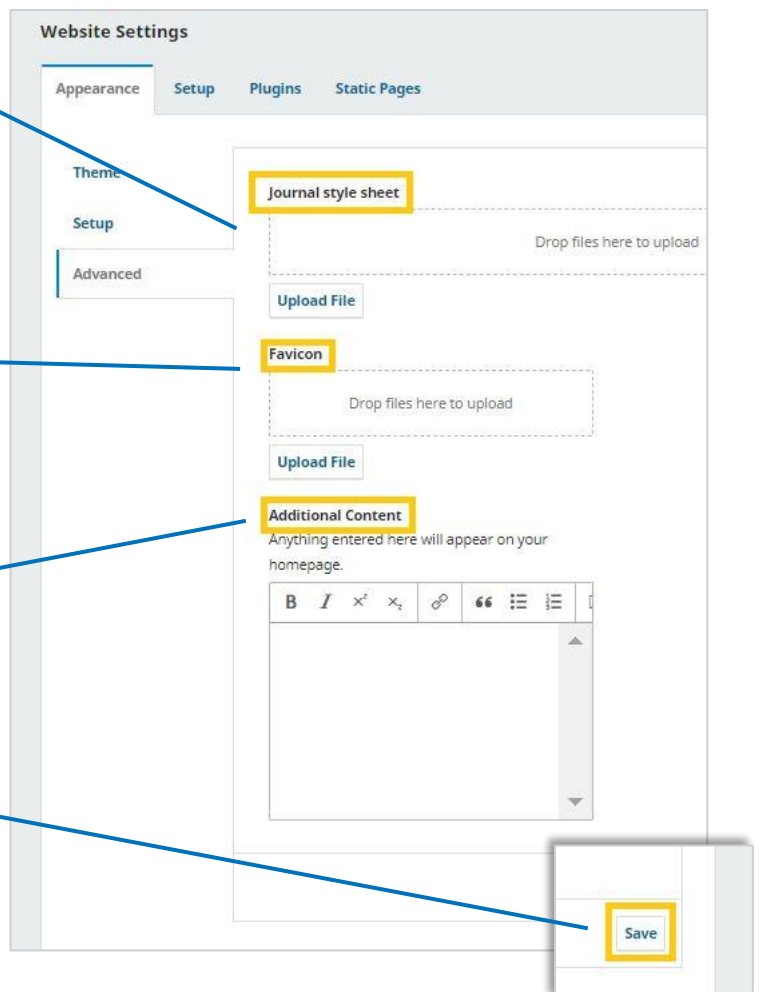 Website Settings
Appearance Setup Plugins Static Pages
Theme
Setup
Advanced
Journal style sheet
Drop files here to upload
Upload File
Favicon
Drop files here to upload
Upload File
Additional Content
Anything entered here will appear on your
homepage.
B I x² x₂ “
Save